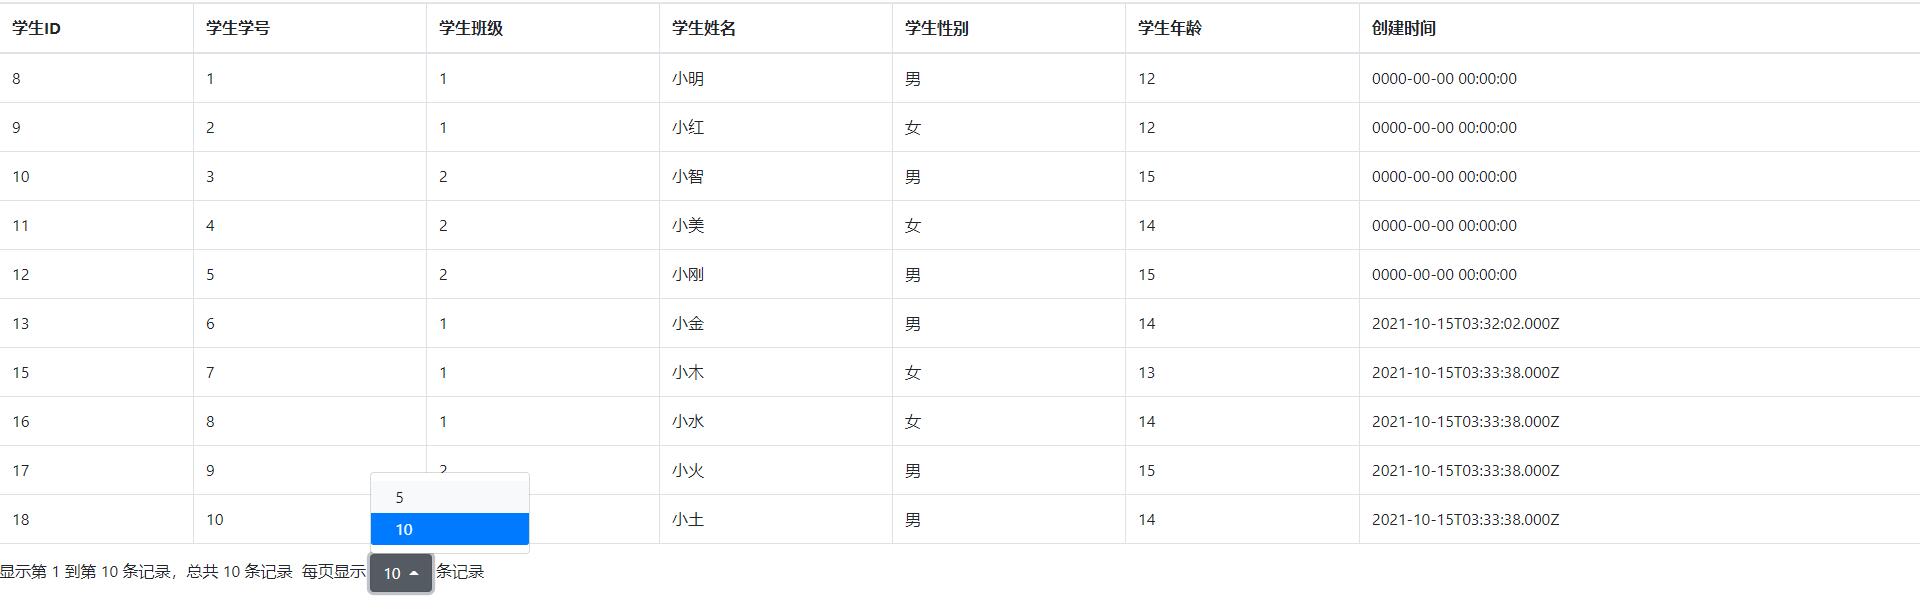 学生ID 学生学号 学生班级 学生姓名 学生性别 学生年龄 创建时间
8 1 1 小明 男 12 0000-00-00 00:00:00
9 2 1 小红 女 12 0000-00-00 00:00:00
10 3 2 小智 男 15 0000-00-00 00:00:00
11 4 2 小美 女 14 0000-00-00 00:00:00
12 5 2 小刚 男 15 0000-00-00 00:00:00
13 6 1 小金 男 14 2021-10-15T03:32:02.000Z
15 7 1 小木 女 13 2021-10-15T03:33:38.000Z
16 8 1 小水 女 14 2021-10-15T03:33:38.000Z
17 9 2 小火 男 15 2021-10-15T03:33:38.000Z
5
18 10 小土 男 14 2021-10-15T03:33:38.000Z
10
显示第 1 到第 10 条记录，总共 10 条记录 每页显示 10 条记录